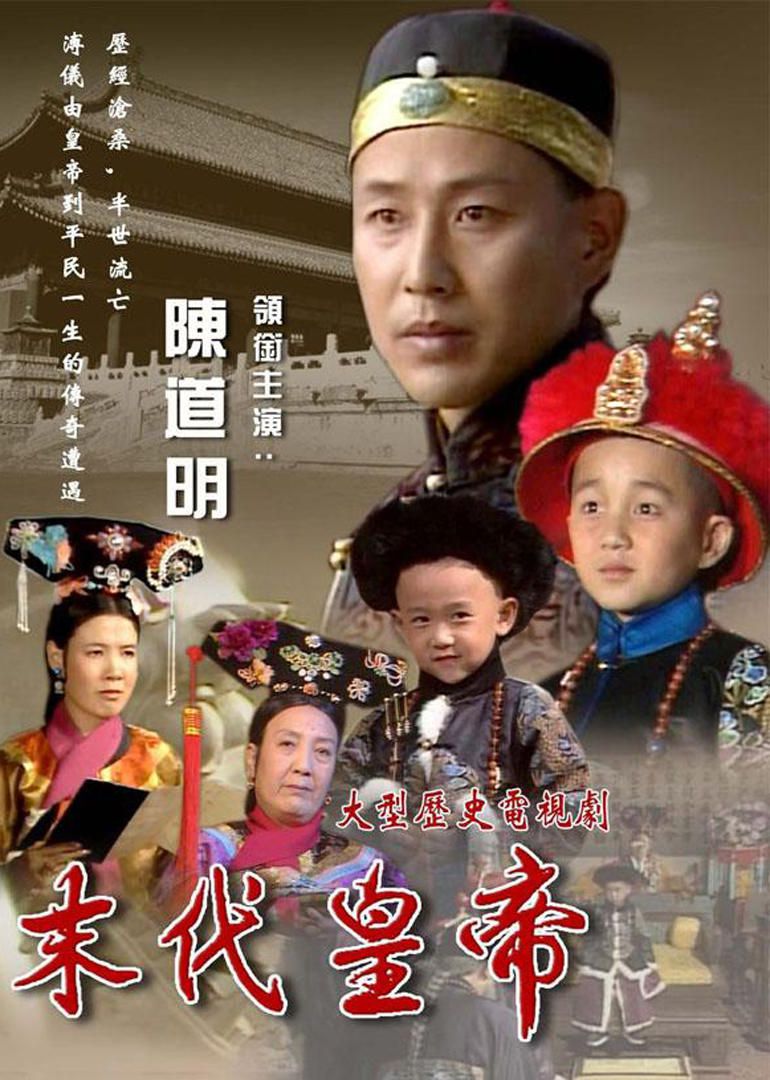 歷經滄桑，半世流亡
溥儀由皇帝到平民一生的傳奇遭遇
領銜主演：
陳道明
大型歷史電視劇
末代皇帝